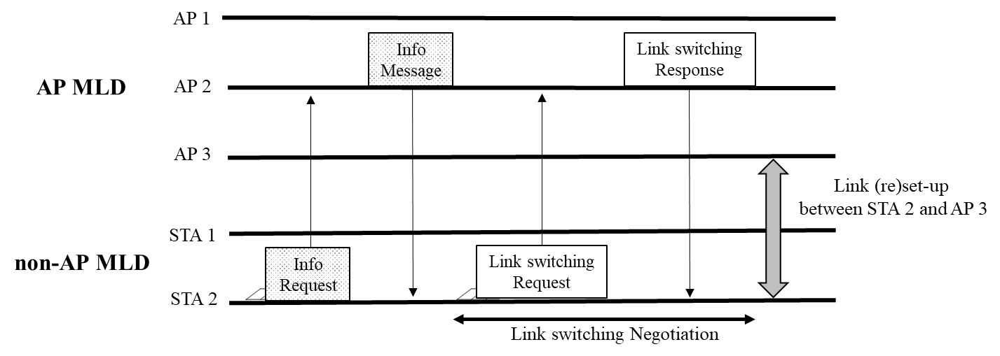 AP 1
Info
Message
Link switching
Response
AP MLD
AP 2
AP 3
Link (re)set-up
between STA 2 and AP 3
STA 1
non-AP MLD
Info
Request
Link switching
Request
STA 2
Link switching Negotiation